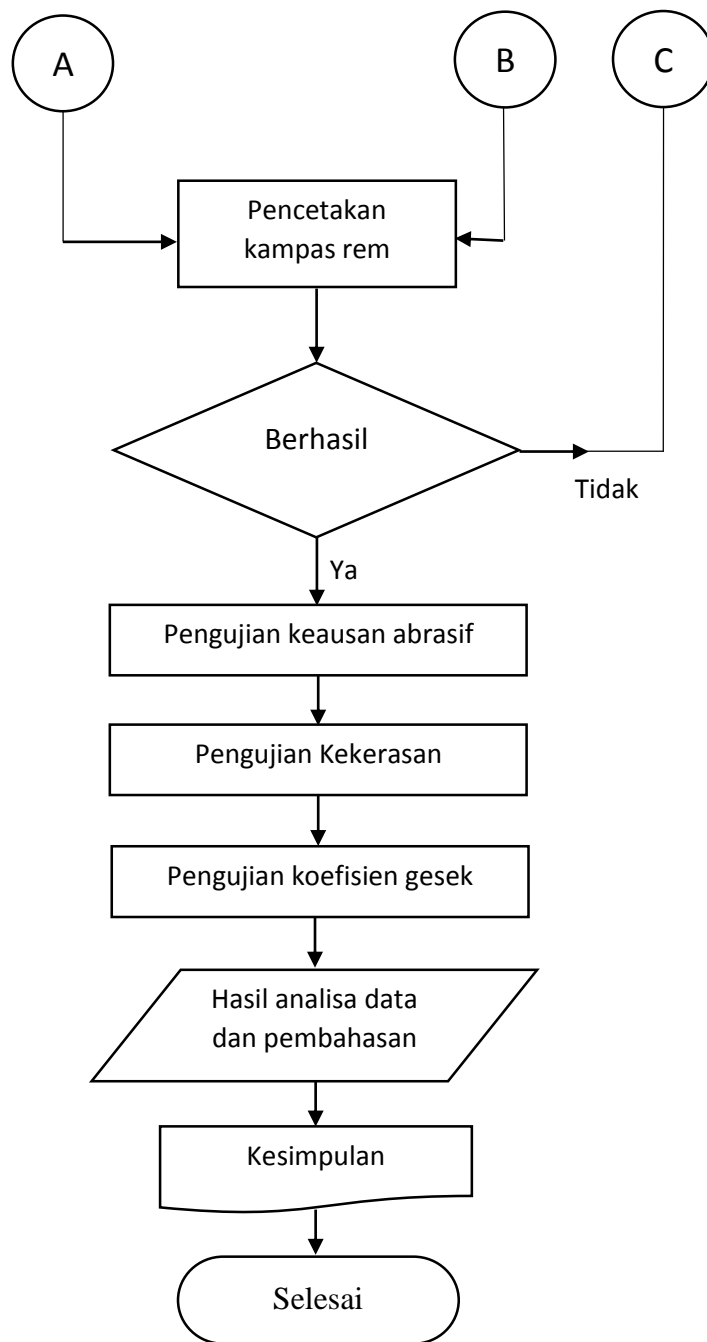 A
B
C
Pencetakan
kampas rem
Berhasil
Tidak
Ya
Pengujian keausan abrasif
Pengujian Kekerasan
Pengujian koefisien gesek
Hasil analisa data
dan pembahasan
Kesimpulan
Selesai